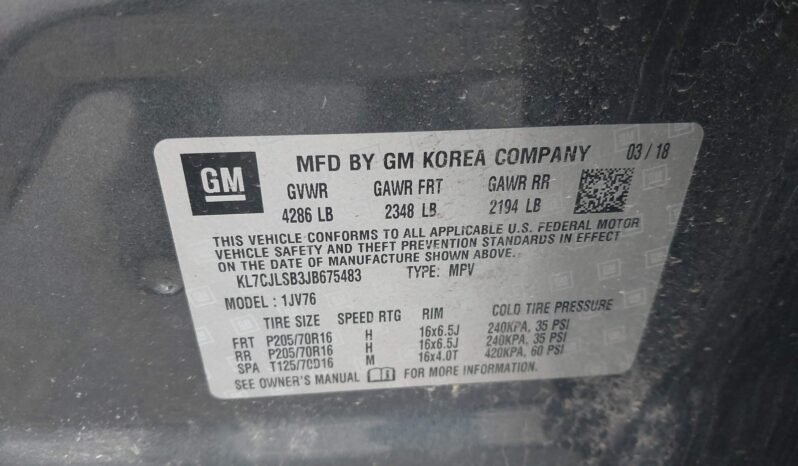 GM
MFD BY GM KOREA COMPANY 03 / 18
GVWR GAWR FRT GAWR RR
4286 LB 2348 LB 2194 LB
THIS VEHICLE CONFORMS TO ALL APPLICABLE U.S. FEDERAL MOTOR
VEHICLE SAFETY AND THEFT PREVENTION STANDARDS IN EFFECT
ON THE DATE OF MANUFACTURE SHOWN ABOVE.
KL7CJLSB3JB675483 TYPE: MPV
MODEL : 1JV76
TIRE SIZE SPEED RTG RIM COLD TIRE PRESSURE
FRT P205/70R16 H 16x6.5J 240KPA, 35 PSI
RR P205/70R16 H 16x6.5J 240KPA, 35 PSI
SPA T125/70D16 M 16x4.0T 420KPA, 60 PSI
SEE OWNER'S MANUAL FOR MORE INFORMATION.